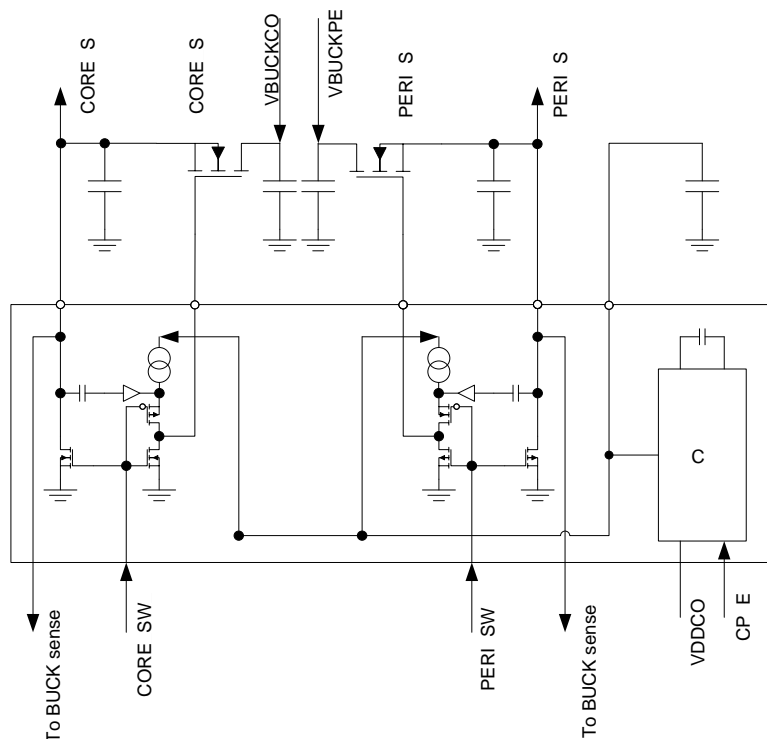 CORE S
CORE S
VBUCKCO
VBUCKPE
PERI S
PERI S
C
To BUCK sense
CORE SW
PERI SW
To BUCK sense
VDDCO
CP E